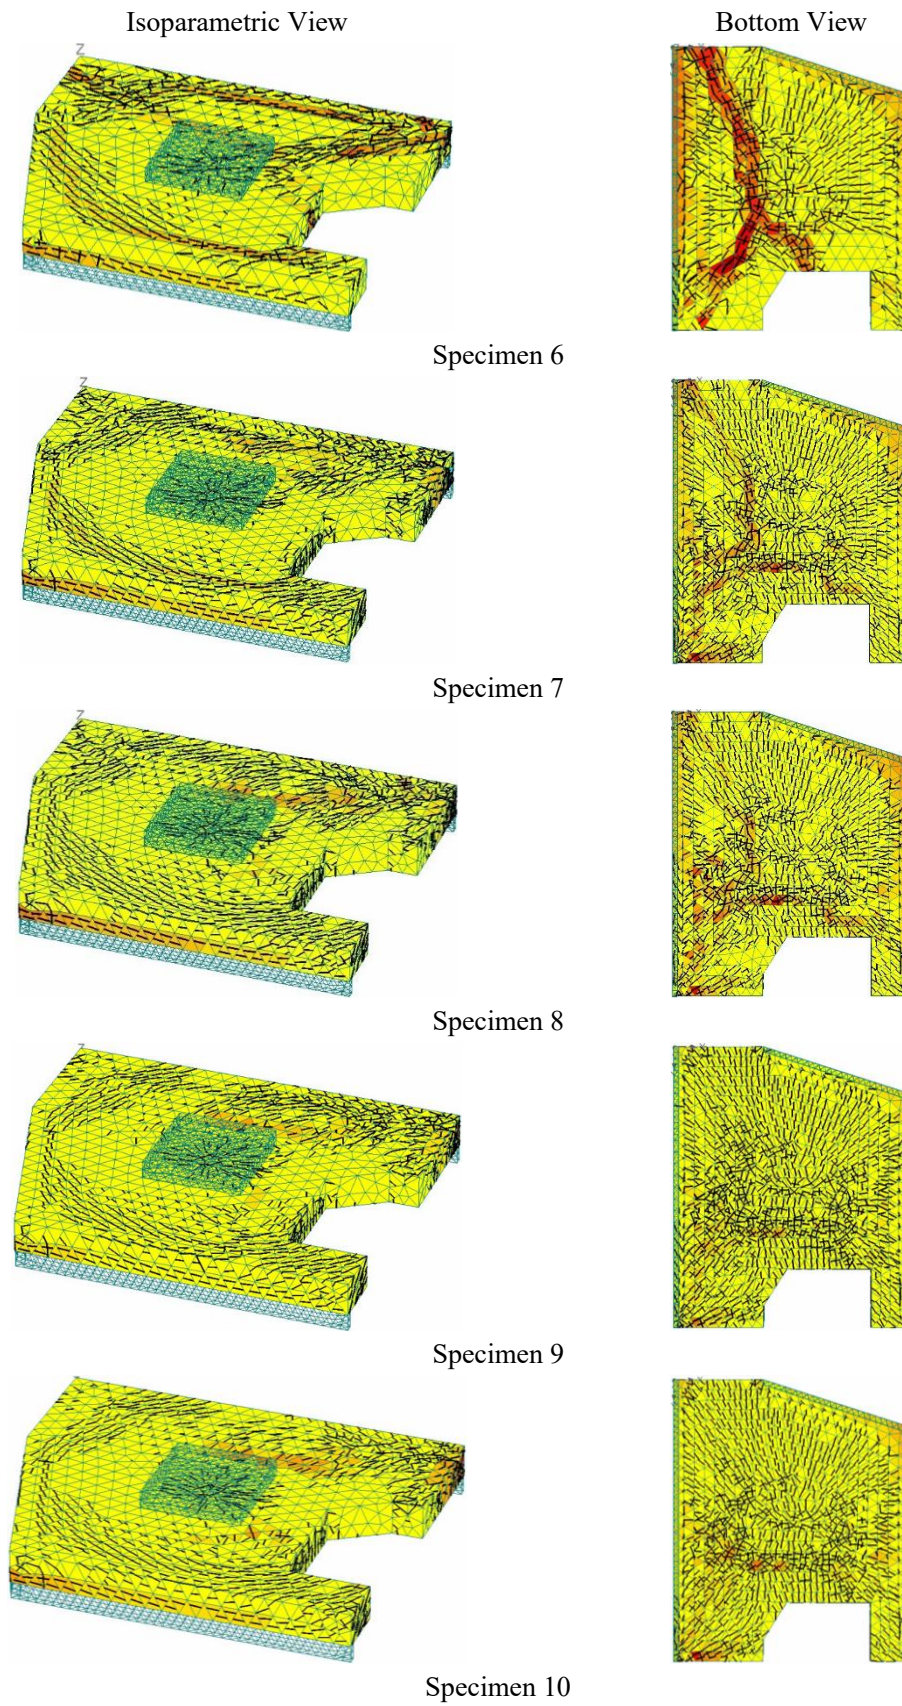 Isoparametric View
Bottom View
Z
Specimen 6
Z
Specimen 7
Z
Specimen 8
Z
Specimen 9
Z
Specimen 10